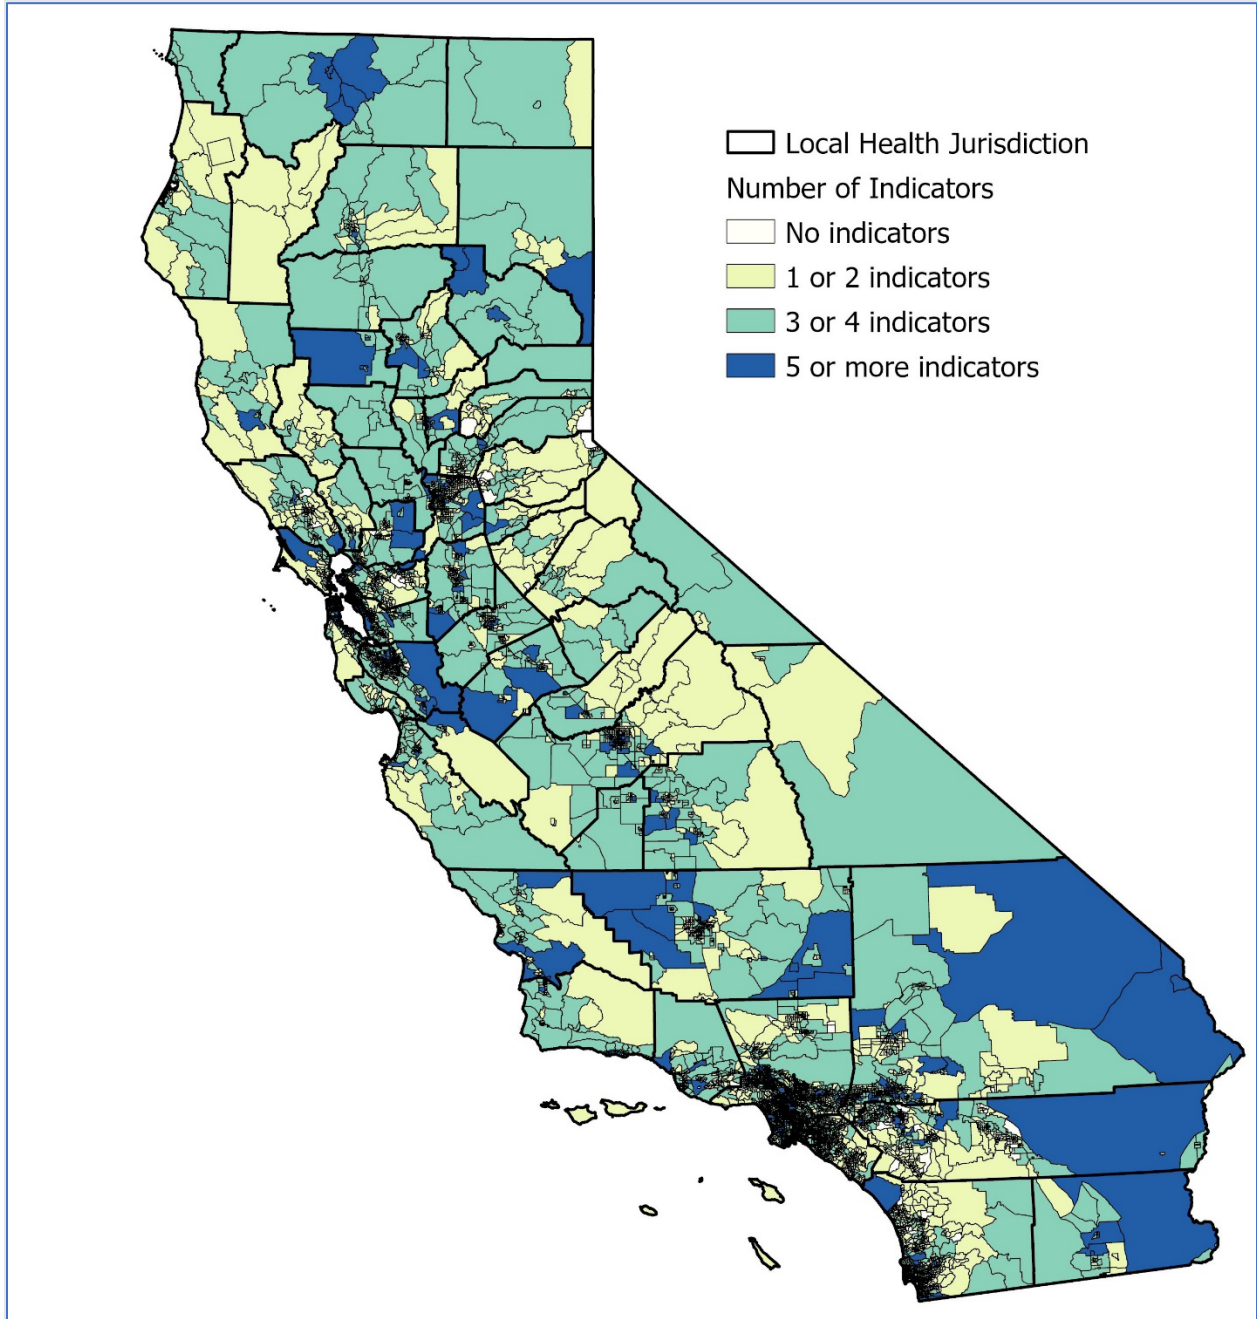 Local Health Jurisdiction
Number of Indicators
No indicators
1 or 2 indicators
3 or 4 indicators
5 or more indicators